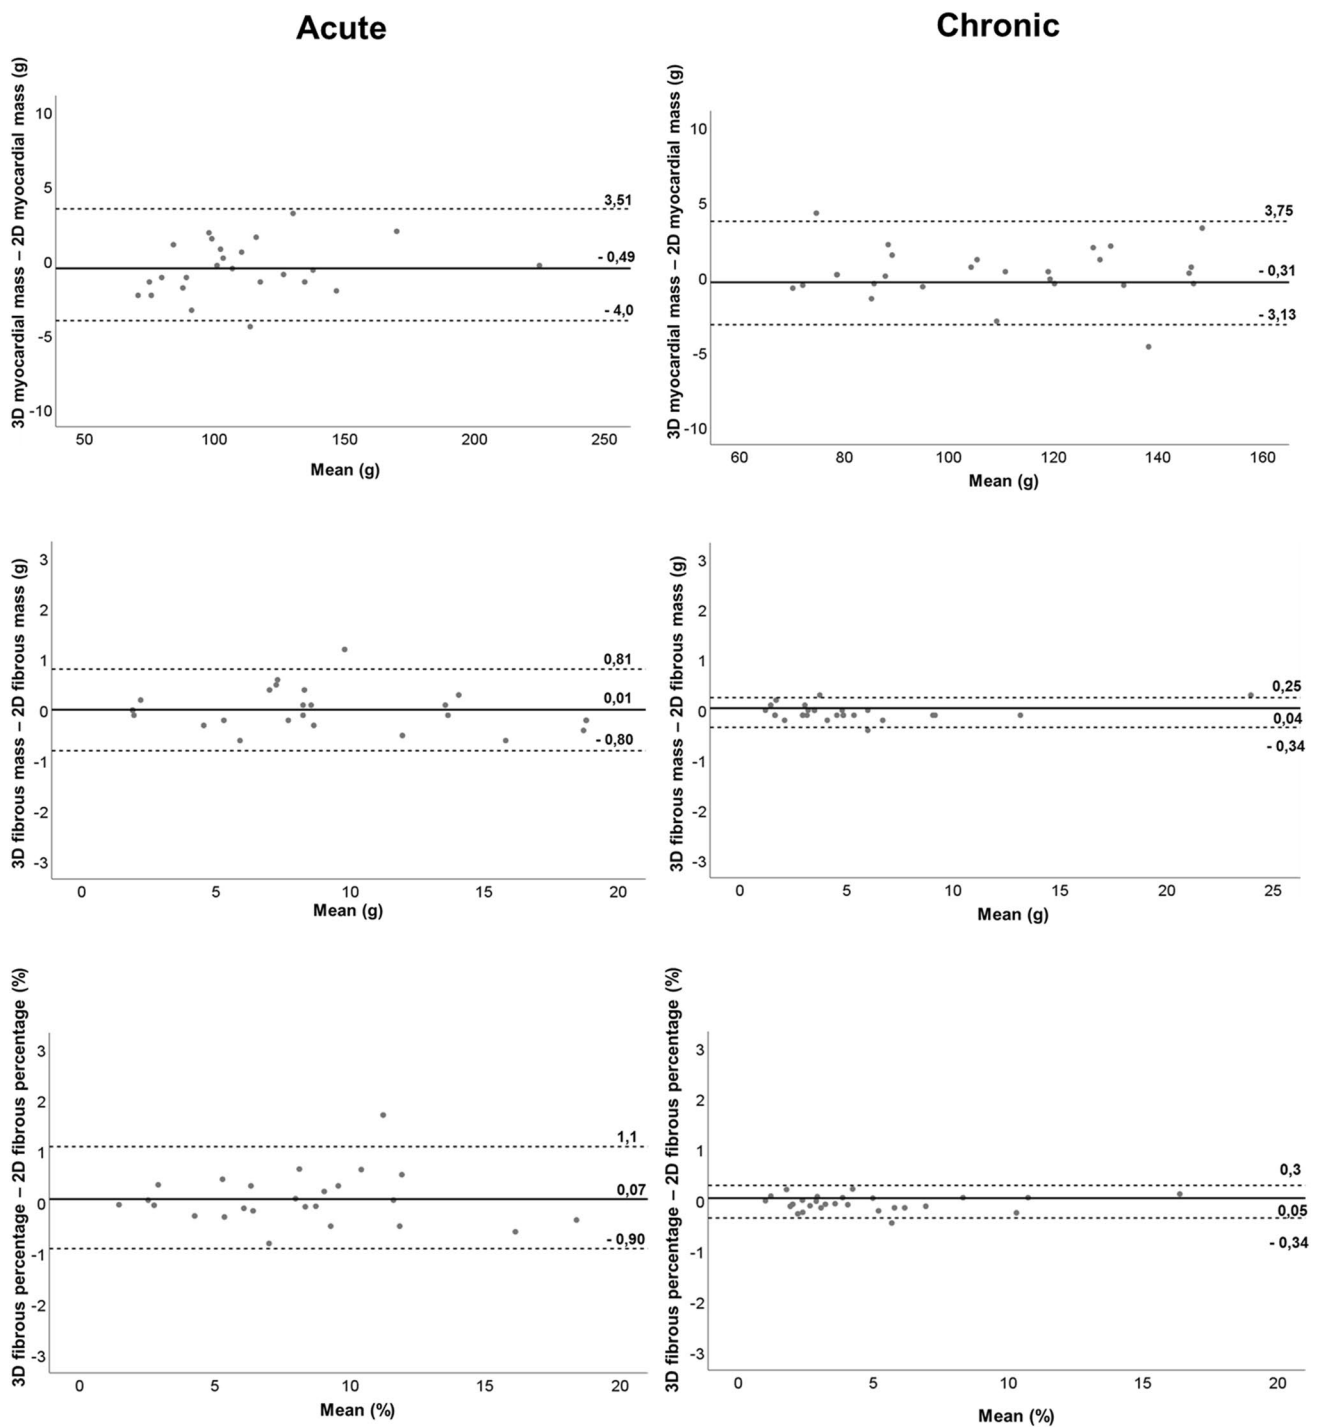 Acute
Chronic
3D myocardial mass – 2D myocardial mass (g)
10
5
0
-5
-10
3,51
- 0,49
- 4,0
50 100 150 200 250
Mean (g)
3D myocardial mass – 2D myocardial mass (g)
10
5
0
-5
-10
3,75
- 0,31
- 3,13
60 80 100 120 140 160
Mean (g)
3D fibrous mass – 2D fibrous mass (g)
3
2
1
0
-1
-2
-3
0,81
0,01
- 0,80
0 5 10 15 20
Mean (g)
3D fibrous mass – 2D fibrous mass (g)
3
2
1
0
-1
-2
-3
0,25
0,04
- 0,34
0 5 10 15 20 25
Mean (g)
3D fibrous percentage – 2D fibrous percentage (%)
3
2
1
0
-1
-2
-3
1,1
0,07
- 0,90
0 5 10 15 20
Mean (%)
3D fibrous percentage – 2D fibrous percentage (%)
3
2
1
0
-1
-2
-3
0,3
0,05
- 0,34
0 5 10 15 20
Mean (%)